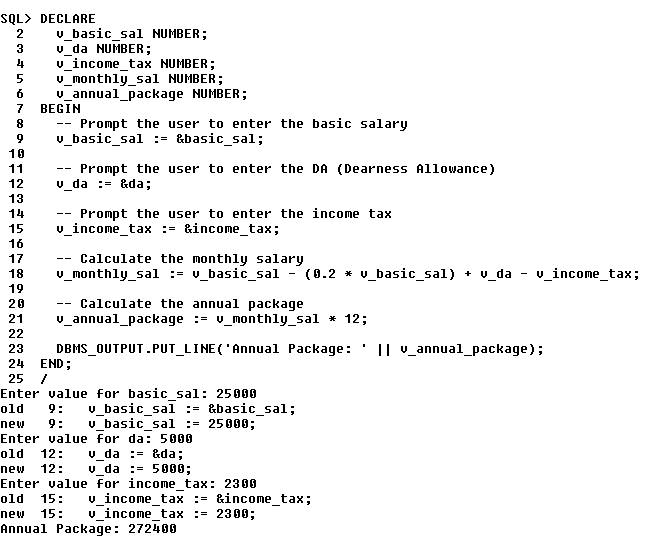 SQL> DECLARE
  2    v_basic_sal NUMBER;
  3    v_da NUMBER;
  4    v_income_tax NUMBER;
  5    v_monthly_sal NUMBER;
  6    v_annual_package NUMBER;
  7  BEGIN
  8    -- Prompt the user to enter the basic salary
  9    v_basic_sal := &basic_sal;
 10
 11    -- Prompt the user to enter the DA (Dearness Allowance)
 12    v_da := &da;
 13
 14    -- Prompt the user to enter the income tax
 15    v_income_tax := &income_tax;
 16
 17    -- Calculate the monthly salary
 18    v_monthly_sal := v_basic_sal - (0.2 * v_basic_sal) + v_da - v_income_tax;
 19
 20    -- Calculate the annual package
 21    v_annual_package := v_monthly_sal * 12;
 22
 23    DBMS_OUTPUT.PUT_LINE('Annual Package: ' || v_annual_package);
 24  END;
 25  /
Enter value for basic_sal: 25000
old   9:   v_basic_sal := &basic_sal;
new   9:   v_basic_sal := 25000;
Enter value for da: 5000
old  12:   v_da := &da;
new  12:   v_da := 5000;
Enter value for income_tax: 2300
old  15:   v_income_tax := &income_tax;
new  15:   v_income_tax := 2300;
Annual Package: 272400